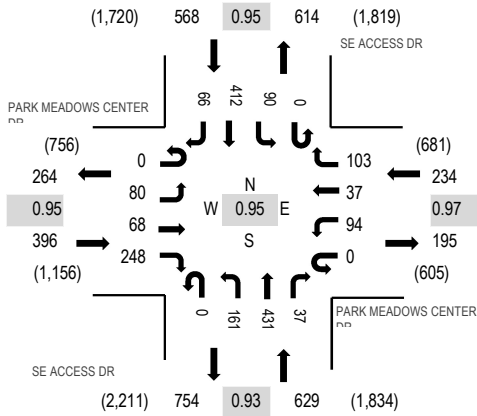 (1,720) 568 0.95 614 (1,819)
SE ACCESS DR
66 412 90 0
PARK MEADOWS CENTER
DR
(756) (681)
0 103
264 234
80 N 37
0.95 W 0.95 E 0.97
68 S 94
396 195
248 0
(1,156) (605)
0 161 431 37
PARK MEADOWS CENTER
DR
SE ACCESS DR
(2,211) 754 0.93 629 (1,834)